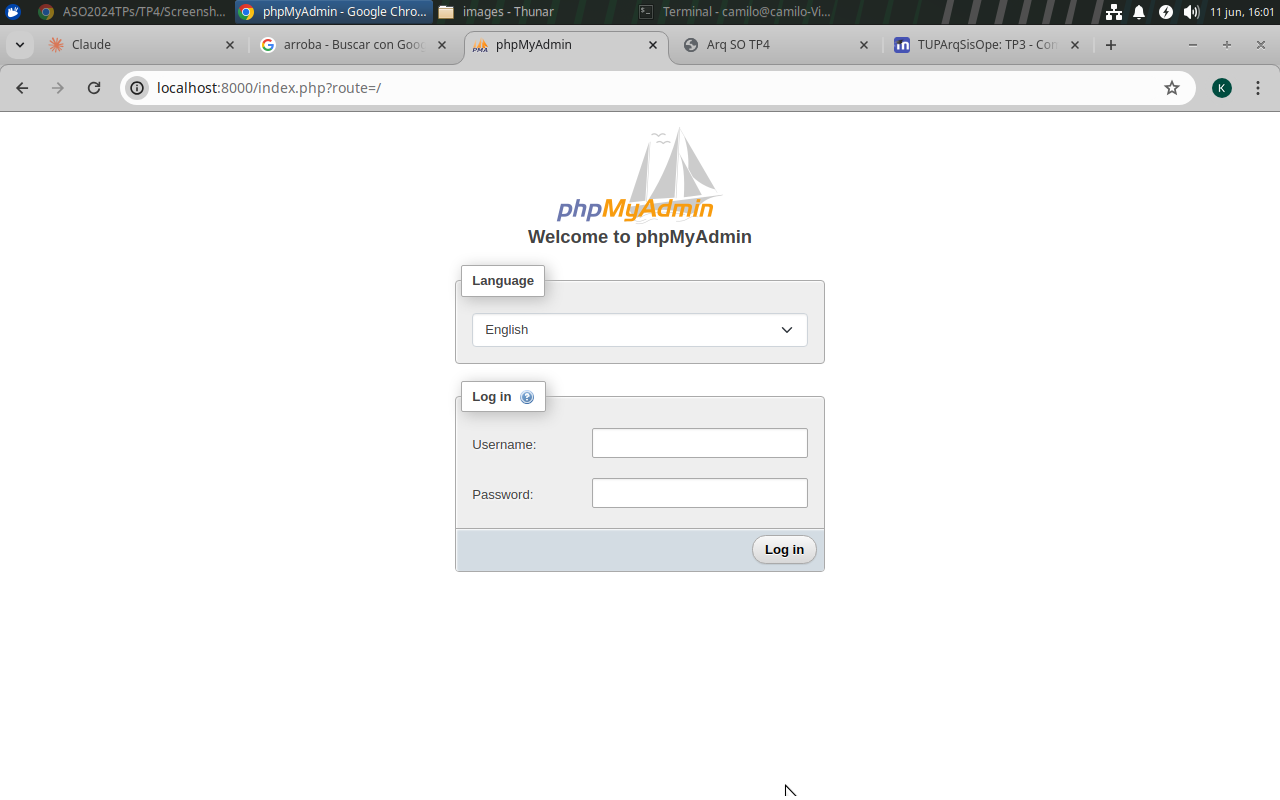 ASO2024TPs/TP4/Screensh...
phpMyAdmin - Google Chro...
images - Thunar
Terminal - camilo@camilo-Vi...
11 jun, 16:01
Claude
arroba - Buscar con Goog
phpMyAdmin
Arq SO TP4
TUPArqSisOpe: TP3 - Con
localhost:8000/index.php?route=/
K
phpMyAdmin
Welcome to phpMyAdmin
Language
English
Log in
Username:
Password:
Log in